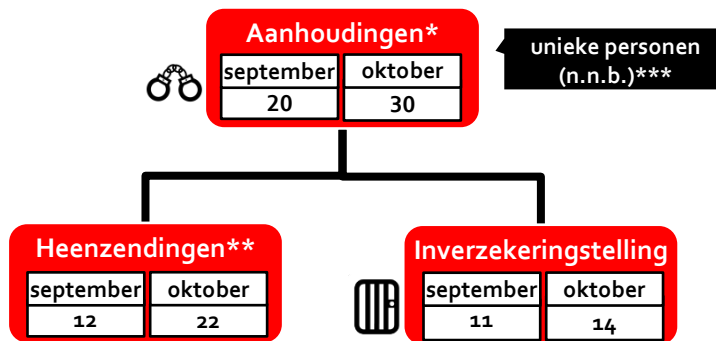 Aanhoudingen*
september oktober
20 30
unieke personen
(n.n.b.)***
Heenzendingen**
september oktober
12 22
Inverzekeringstelling
september oktober
11 14